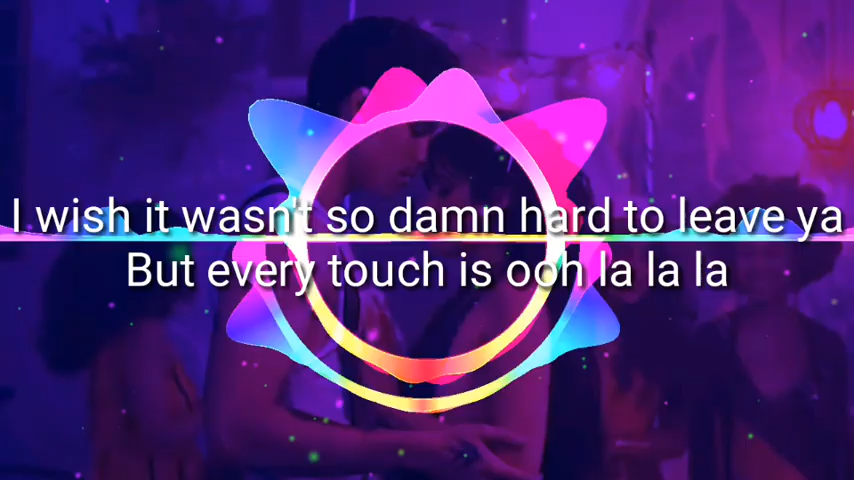 I wish it wasn't so damn hard to leave ya
But every touch is ooh la la la